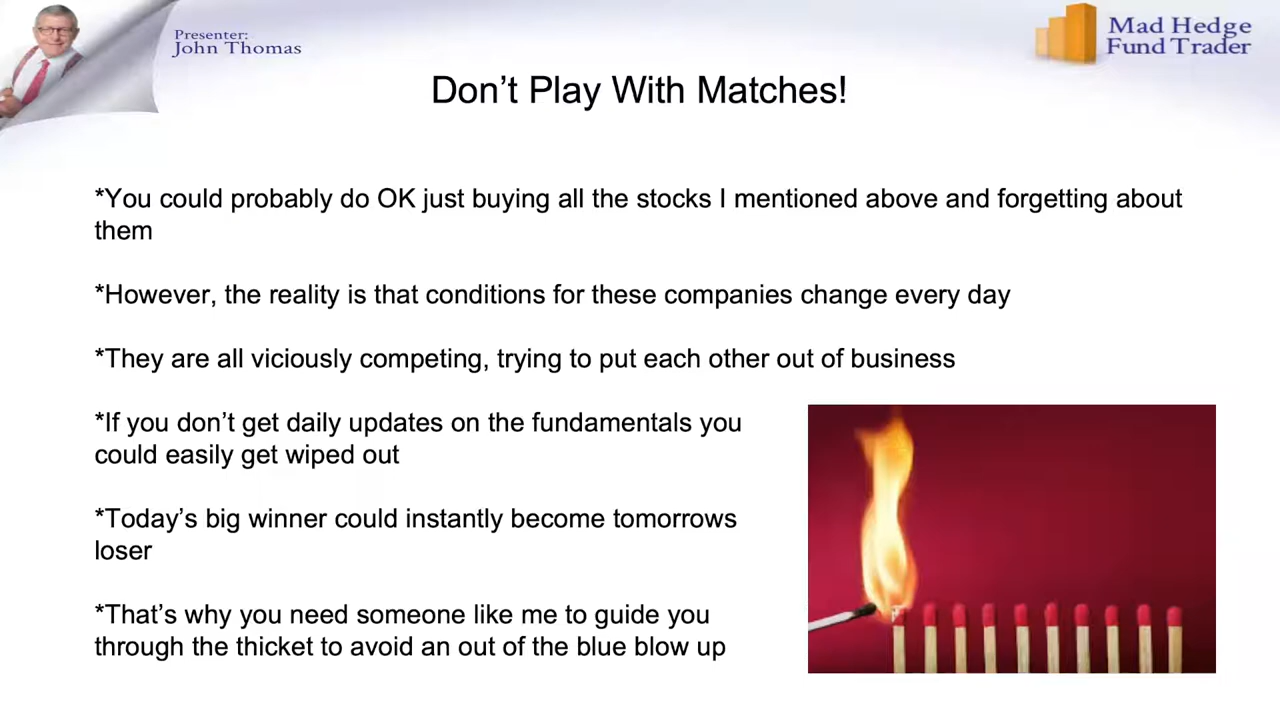 Presenter:
John Thomas
Mad Hedge
Fund Trader
Don't Play With Matches!
*You could probably do OK just buying all the stocks I mentioned above and forgetting about
them
*However, the reality is that conditions for these companies change every day
*They are all viciously competing, trying to put each other out of business
*If you don’t get daily updates on the fundamentals you
could easily get wiped out
*Today’s big winner could instantly become tomorrows
loser
*That’s why you need someone like me to guide you
through the thicket to avoid an out of the blue blow up